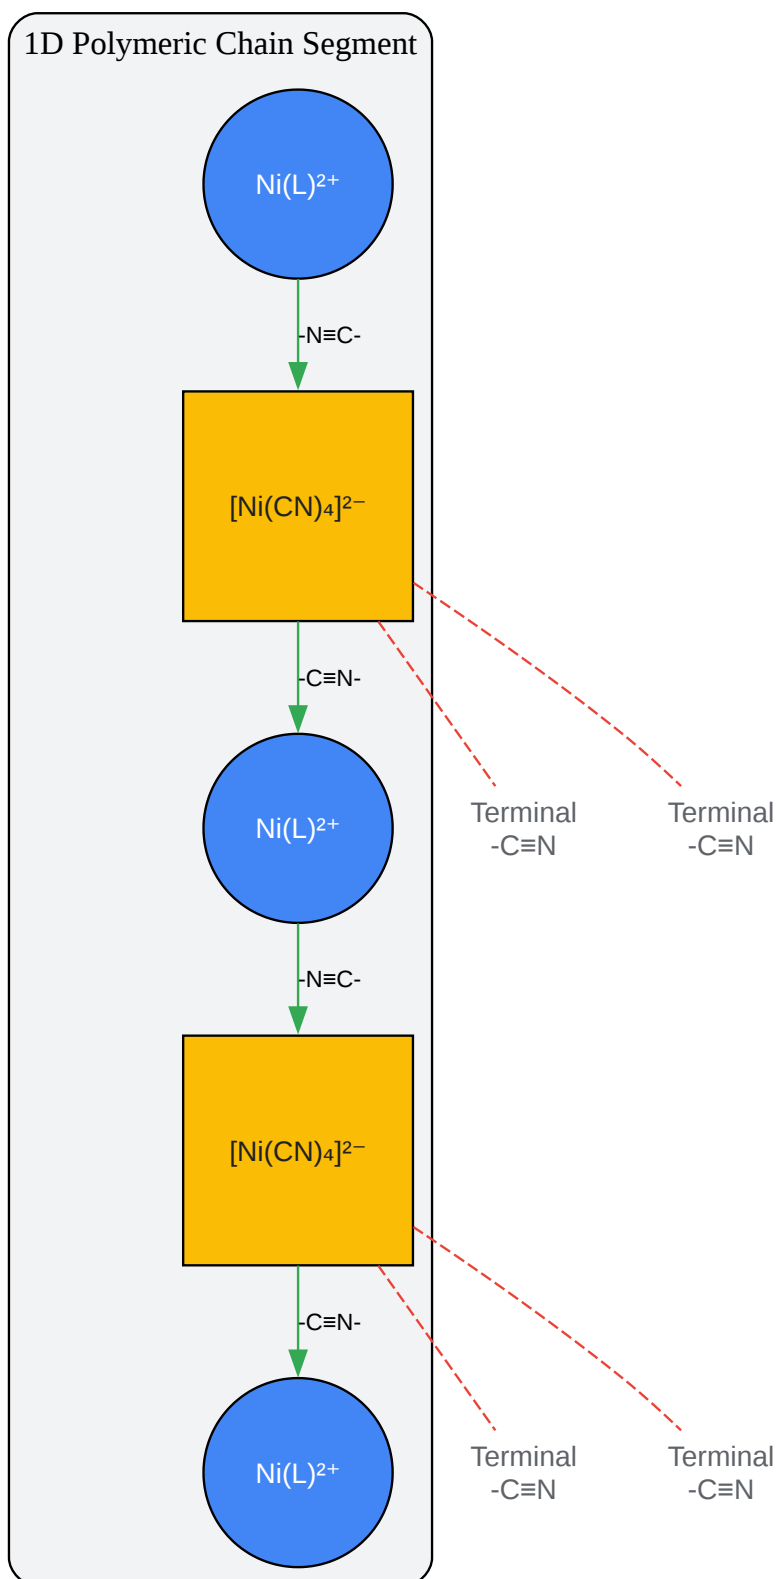 1D Polymeric Chain Segment
Ni(L)²⁺
-N≡C-
[Ni(CN)₄]²⁻
-C≡N-
Ni(L)²⁺
Terminal
-C≡N
Terminal
-C≡N
-N≡C-
[Ni(CN)₄]²⁻
-C≡N-
Ni(L)²⁺
Terminal
-C≡N
Terminal
-C≡N